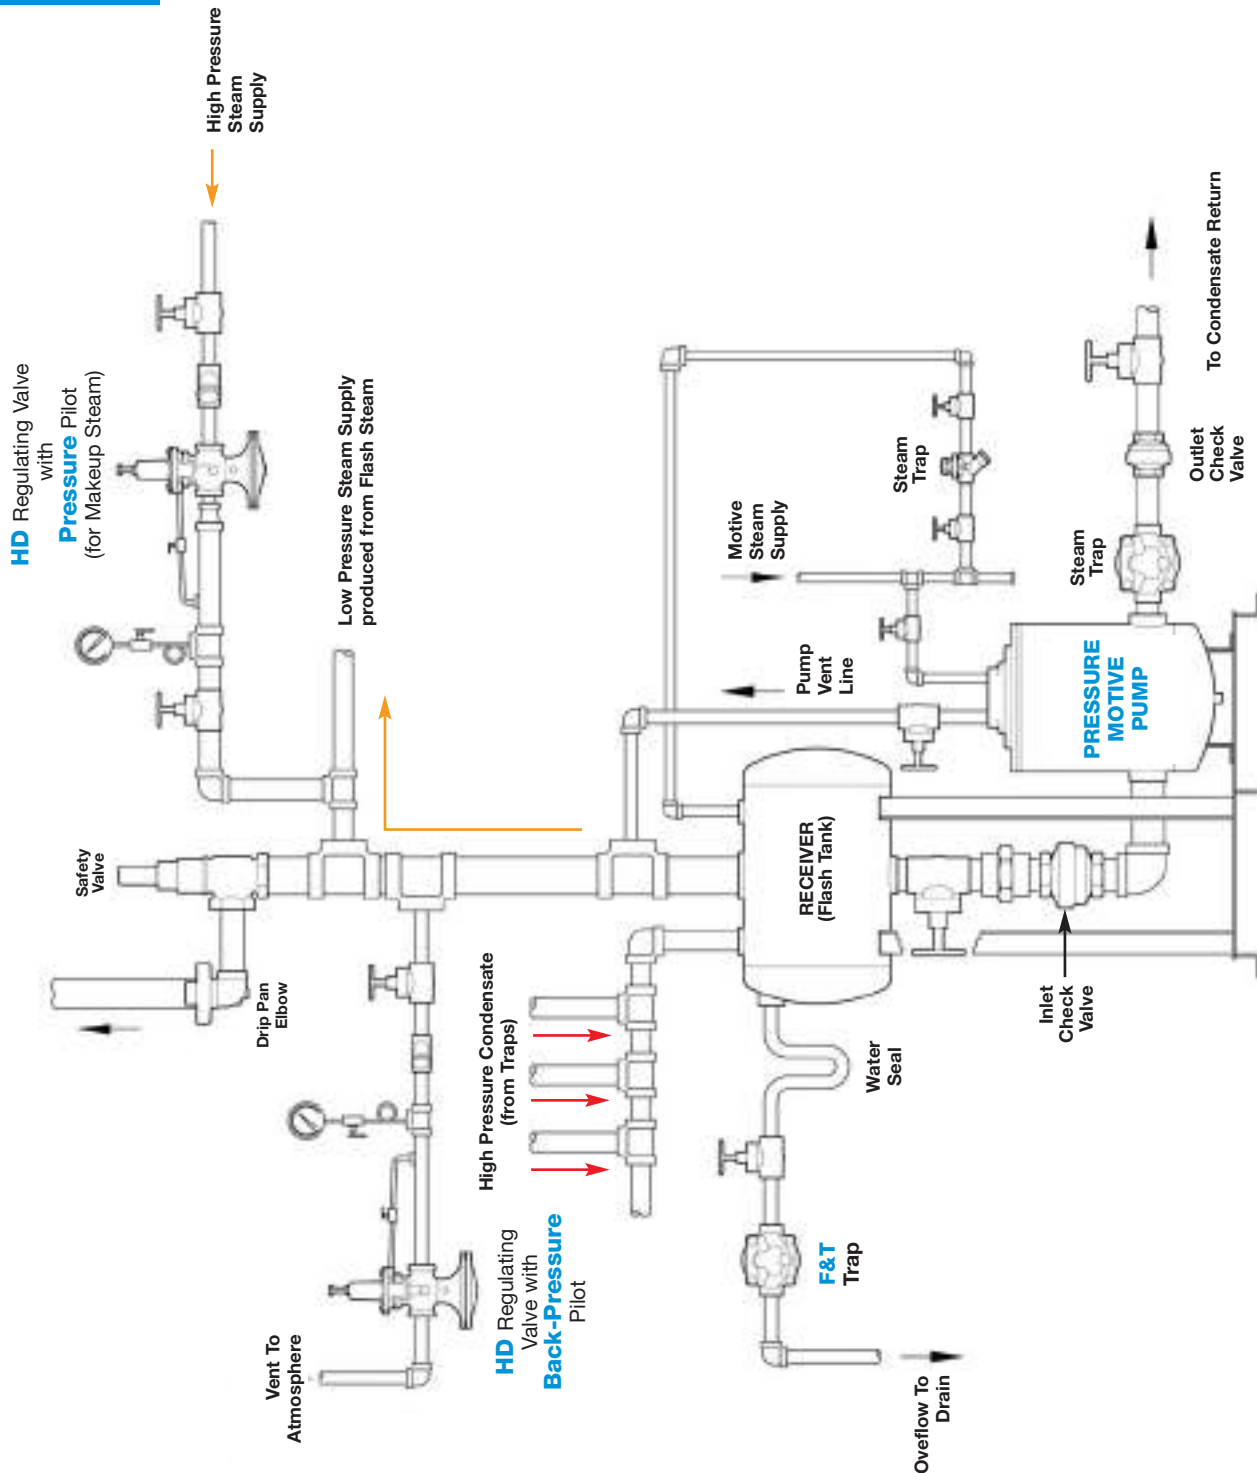 High Pressure
Steam
Supply
HD Regulating Valve
with
Pressure Pilot
(for Makeup Steam)
Low Pressure Steam Supply
produced from Flash Steam
Safety
Valve
Drip Pan
Elbow
Motive
Steam
Supply
Steam
Trap
To Condensate Return
Outlet
Check
Valve
Steam
Trap
Pump
Vent
Line
PRESSURE
MOTIVE
PUMP
RECEIVER
(Flash Tank)
Inlet
Check
Valve
High Pressure Condensate
(from Traps)
Water
Seal
HD Regulating
Valve with
Back-Pressure
Pilot
F&T
Trap
Vent To
Atmosphere
Oveflow To
Drain